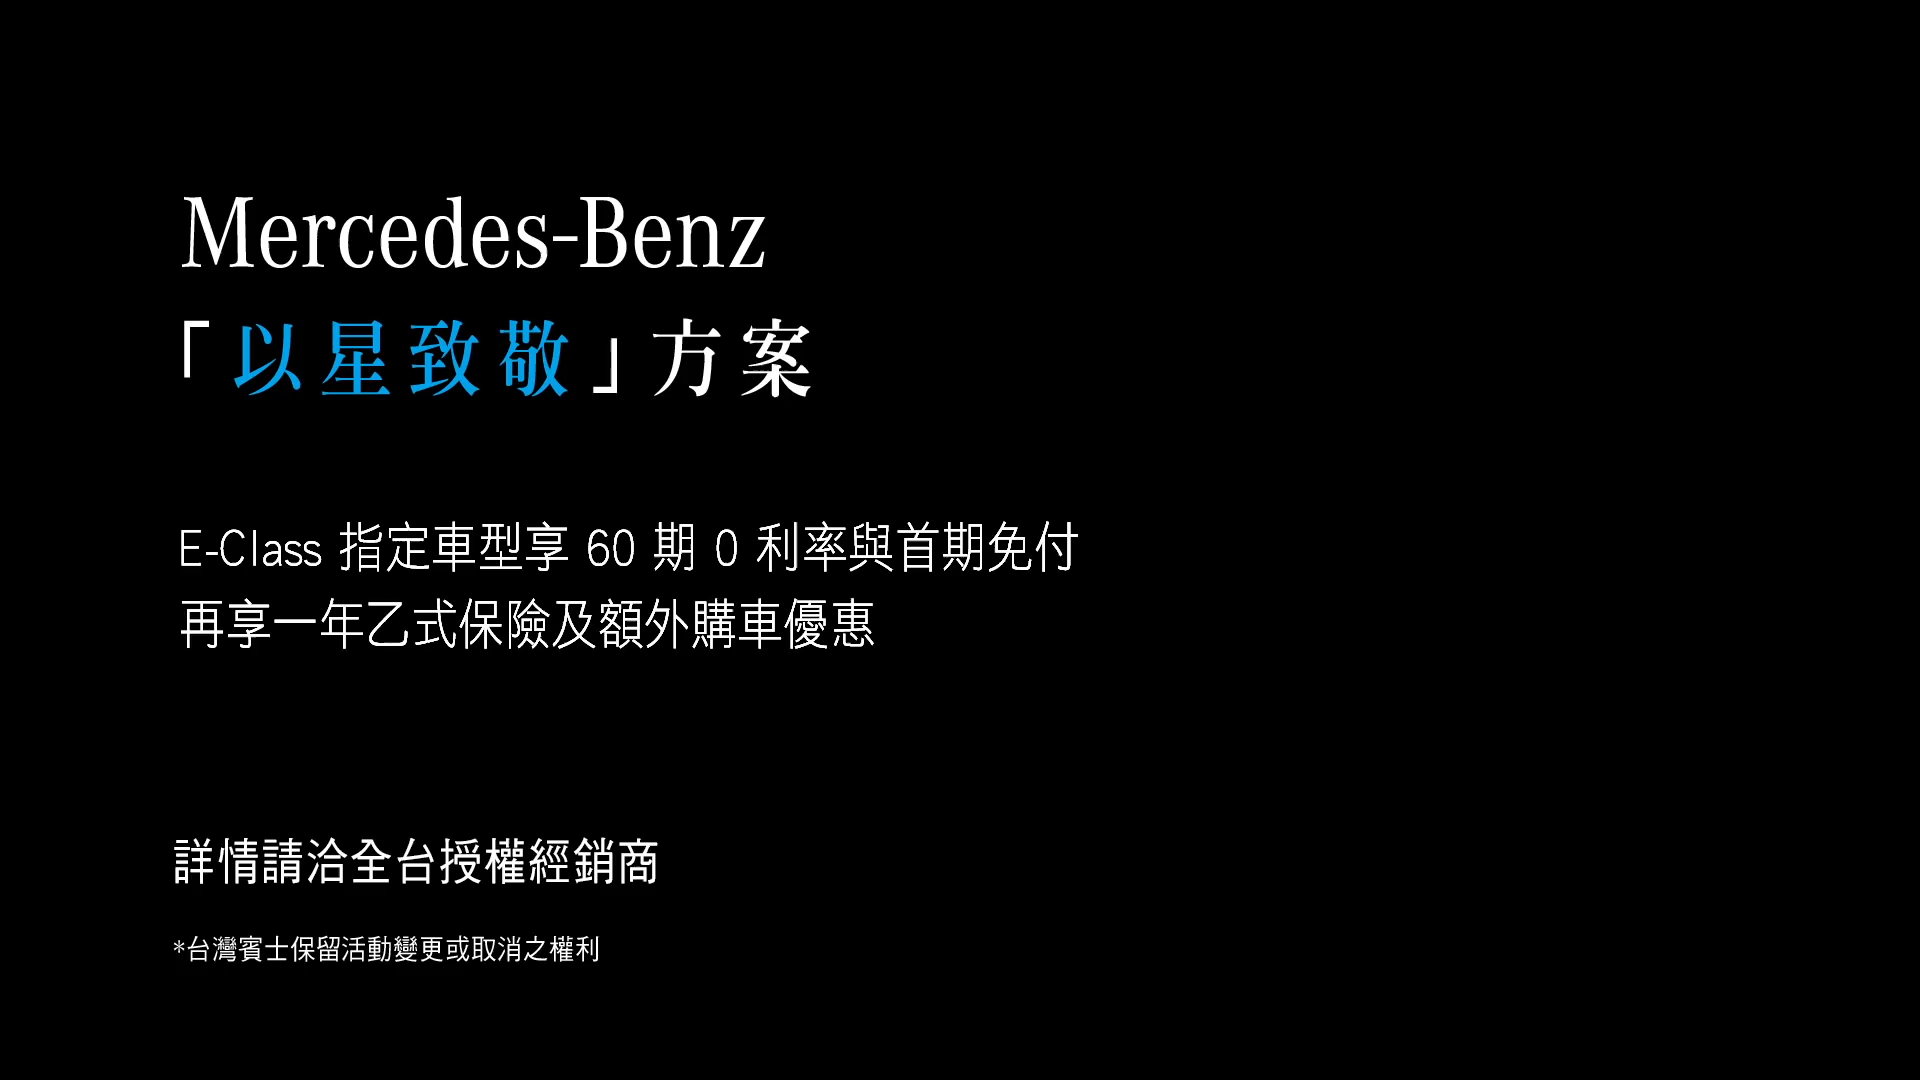 Mercedes-Benz
「以星致敬」方案
E-Class 指定車型享 60 期 0 利率與首期免付
再享一年乙式保險及額外購車優惠
詳情請洽全台授權經銷商
*台灣賓士保留活動變更或取消之權利